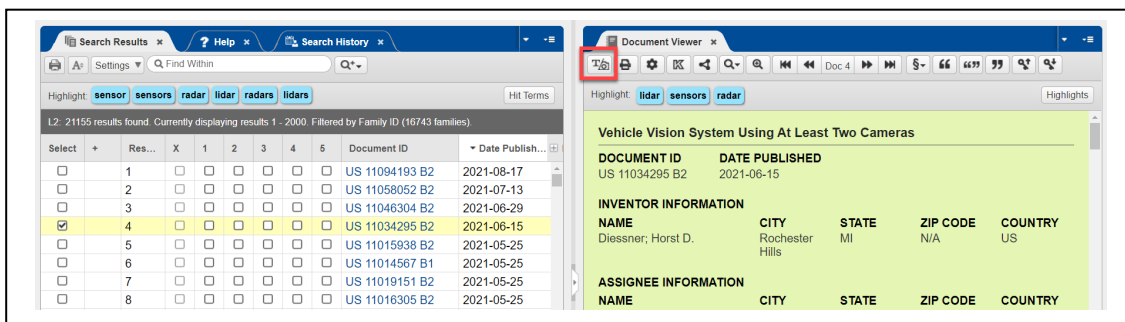 Search Results × ? Help × Search History ×
Settings ▼ Find Within
Highlight: sensor sensors radar lidar radars lidars Hit Terms
L2: 21155 results found. Currently displaying results 1 - 2000. Filtered by Family ID (16743 families).
Select + Res... X 1 2 3 4 5 Document ID ▼ Date Publish...
1 US 11094193 B2 2021-08-17
2 US 11058052 B2 2021-07-13
3 US 11046304 B2 2021-06-29
4 US 11034295 B2 2021-06-15
5 US 11015938 B2 2021-05-25
6 US 11014567 B1 2021-05-25
7 US 11019151 B2 2021-05-25
8 US 11016305 B2 2021-05-25
Document Viewer ×
Doc 4
Highlight: lidar sensors radar Highlights
Vehicle Vision System Using At Least Two Cameras
DOCUMENT ID DATE PUBLISHED
US 11034295 B2 2021-06-15
INVENTOR INFORMATION
NAME CITY STATE ZIP CODE COUNTRY
Diessner; Horst D. Rochester MI N/A US
Hills
ASSIGNEE INFORMATION
NAME CITY STATE ZIP CODE COUNTRY